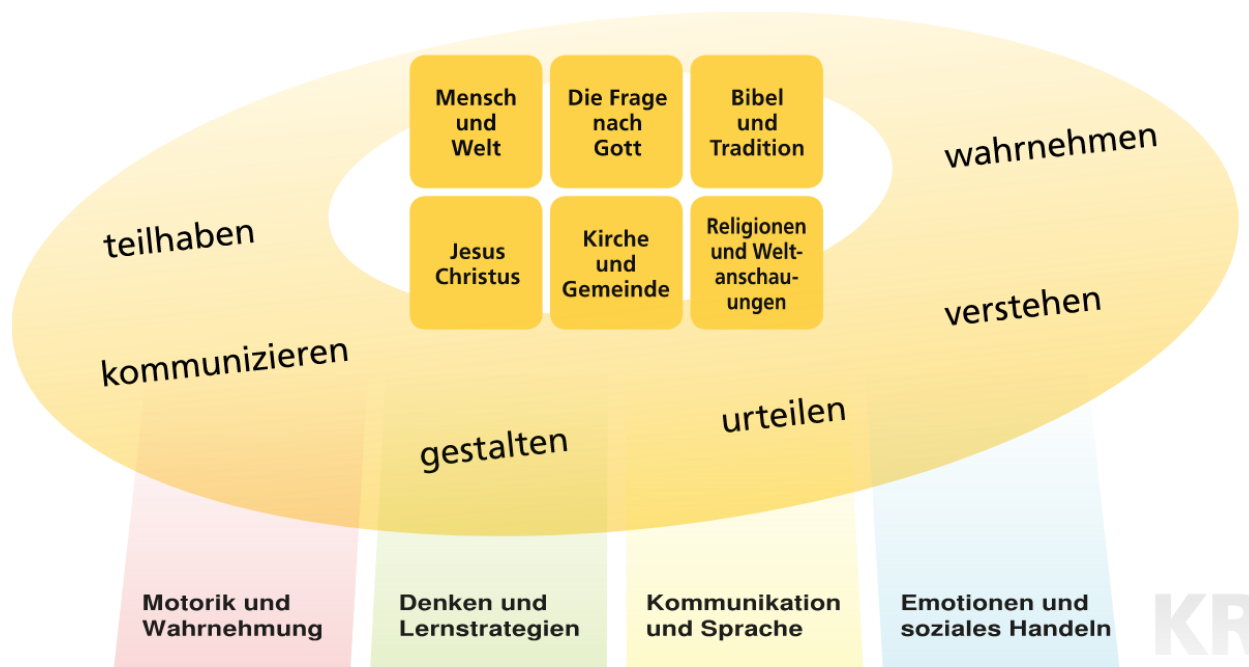 Mensch
und
Welt
Die Frage
nach
Gott
Bibel
und
Tradition
Jesus
Christus
Kirche
und
Gemeinde
Religionen
und Welt-
anschau-
ungen
wahrnehmen
teilhaben
verstehen
kommunizieren
urteilen
gestalten
Motorik und
Wahrnehmung
Denken und
Lernstrategien
Kommunikation
und Sprache
Emotionen und
soziales Handeln
KR